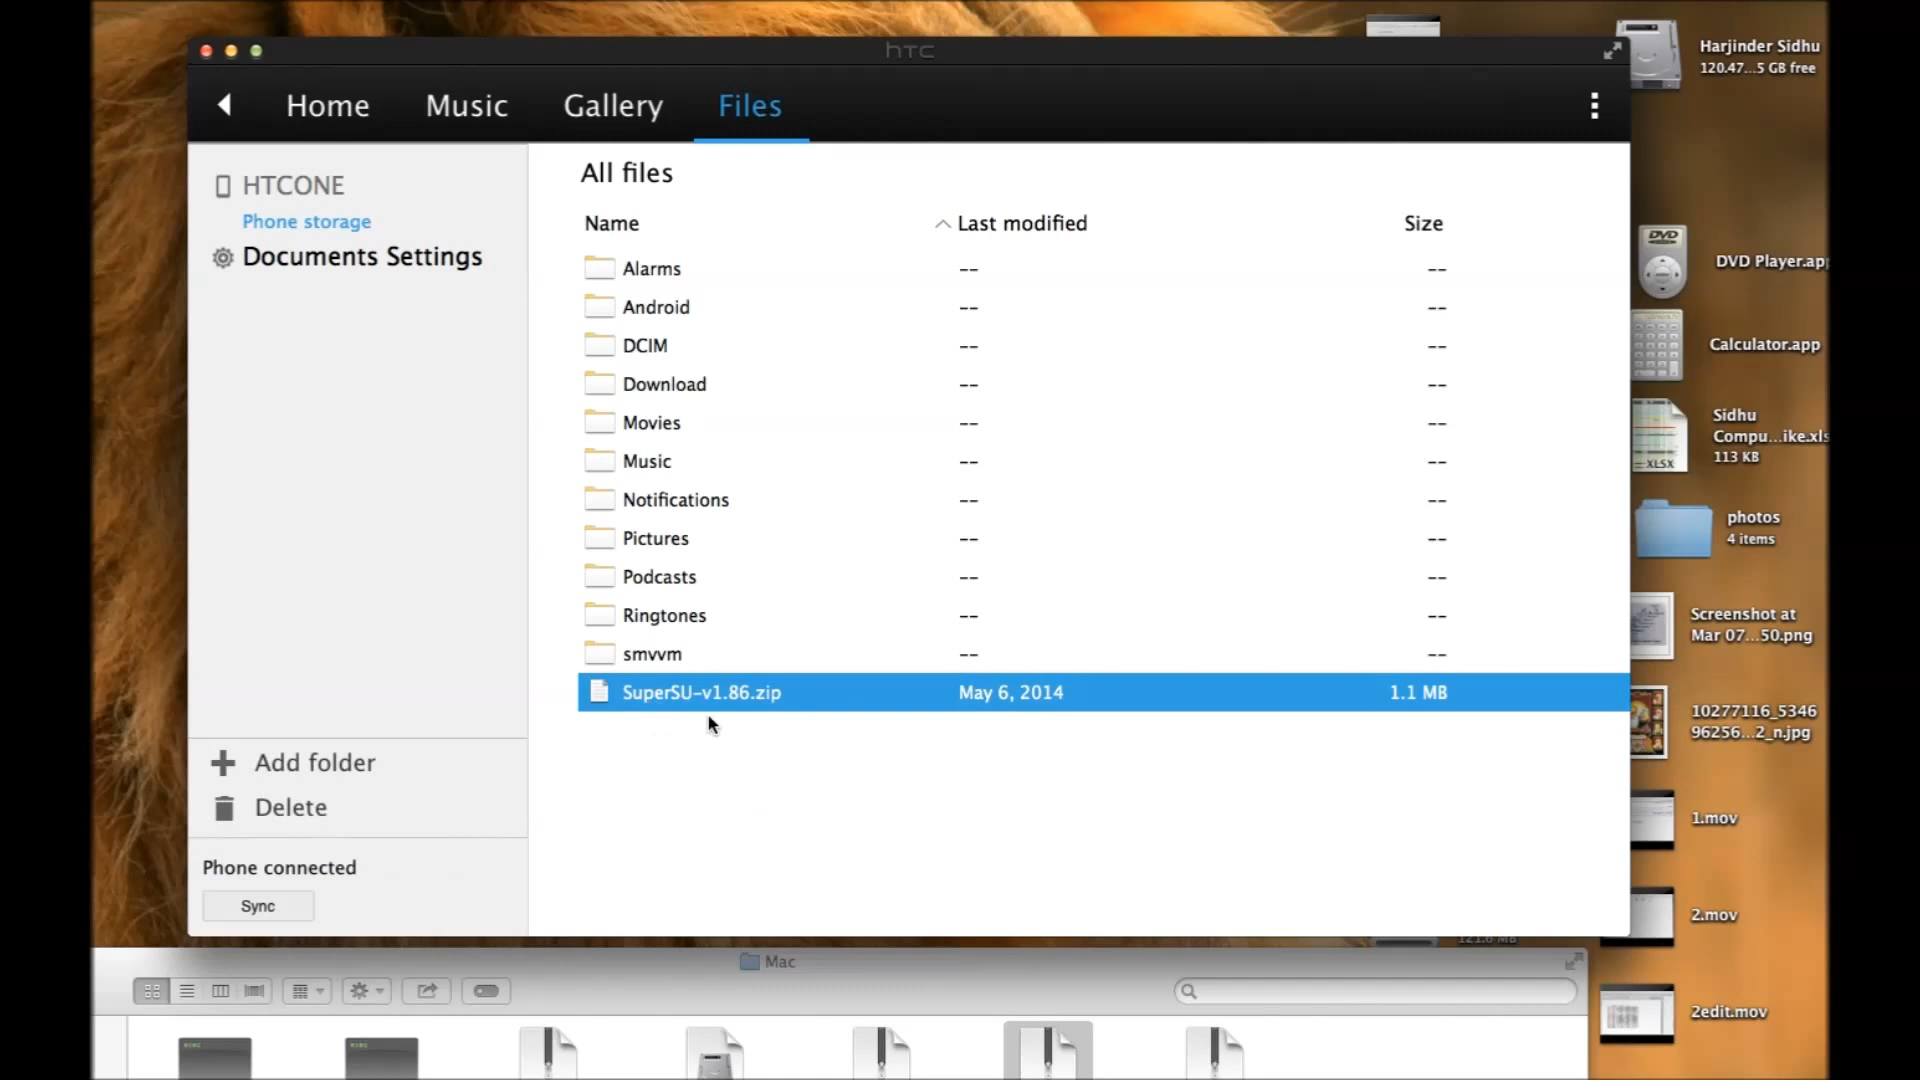 hTC
Home Music Gallery Files
HTCONE
Phone storage
Documents Settings
Add folder
Delete
Phone connected
Sync
All files
Name Last modified Size
Alarms -- --
Android -- --
DCIM -- --
Download -- --
Movies -- --
Music -- --
Notifications -- --
Pictures -- --
Podcasts -- --
Ringtones -- --
smvvm -- --
SuperSU-v1.86.zip May 6, 2014 1.1 MB
Harjinder Sidhu
120.47...5 GB free
DVD
DVD Player.app
Calculator.app
Sidhu
Compu...ike.xls
113 KB
XLSX
photos
4 items
Screenshot at
Mar 07...50.png
10277116_5346
96256...2_n.jpg
1.mov
2.mov
2edit.mov
Mac